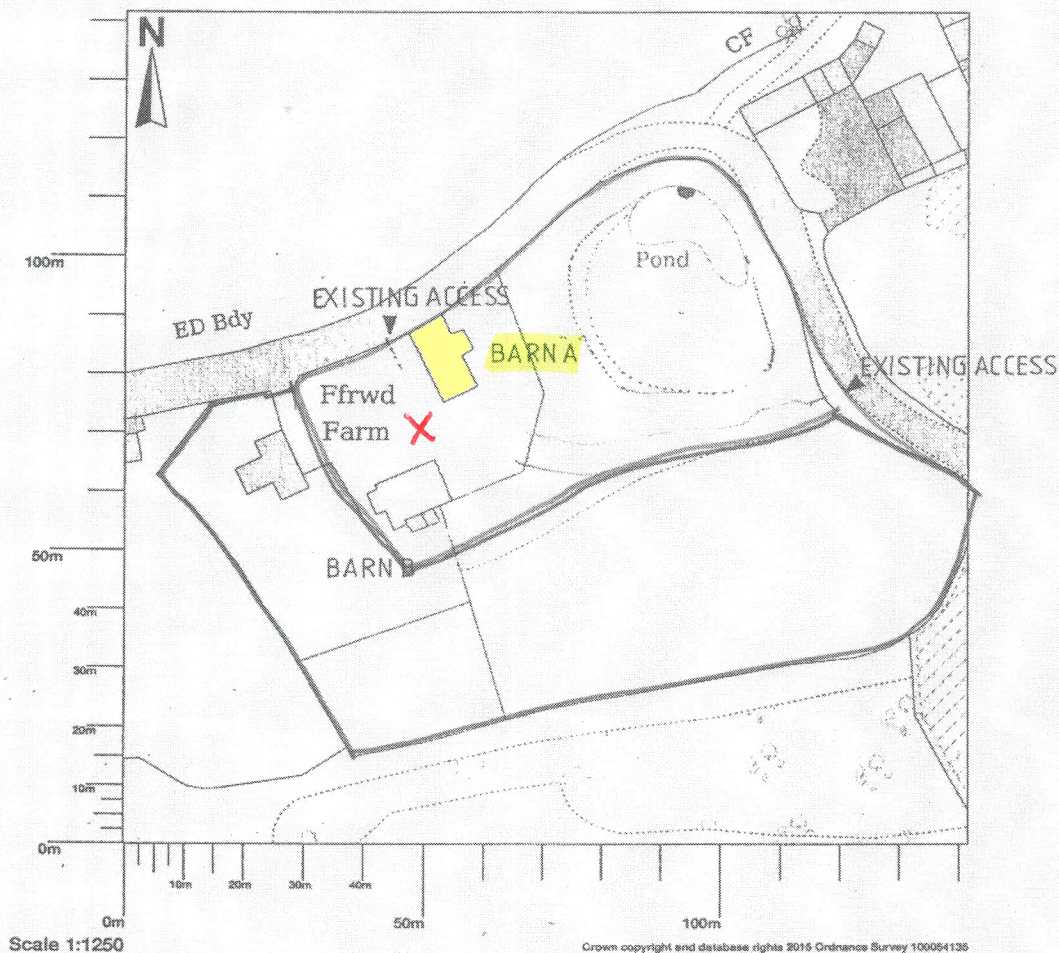 N
CF
100m
Pond
EXISTING ACCESS
ED Bdy
BARN A
EXISTING ACCESS
Ffrwd
Farm
X
50m
BARN B
40m
30m
20m
10m
0m
10m 20m 30m 40m
0m 50m 100m
Scale 1:1250
Crown copyright and database rights 2015 Ordnance Survey 100054135